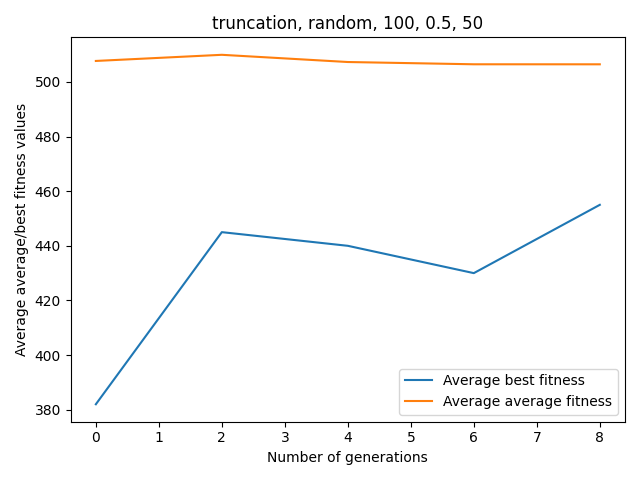 truncation, random, 100, 0.5, 50
Average average/best fitness values
500
480
460
440
420
400
380
0 1 2 3 4 5 6 7 8
Number of generations
Average best fitness
Average average fitness